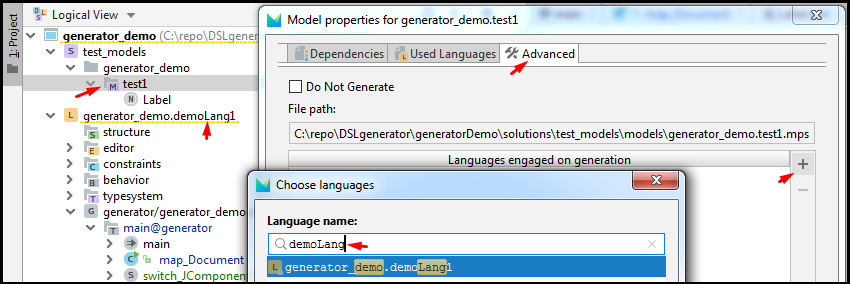 1: Project
Logical View
generator_demo (C:\repo\DSLgene
test_models
generator_demo
test1
Label
generator_demo.demoLang1
structure
editor
constraints
behavior
typesystem
generator/generator_demo
main@generator
main
map_Document
switch_JCompone
Model properties for generator_demo.test1
Dependencies
Used Languages
Advanced
Do Not Generate
File path:
C:\repo\DSLgenerator\generatorDemo\solutions\test_models\models\generator_demo.test1.mps
Languages engaged on generation
Choose languages
Language name:
demoLang
generator_demo.demoLang1